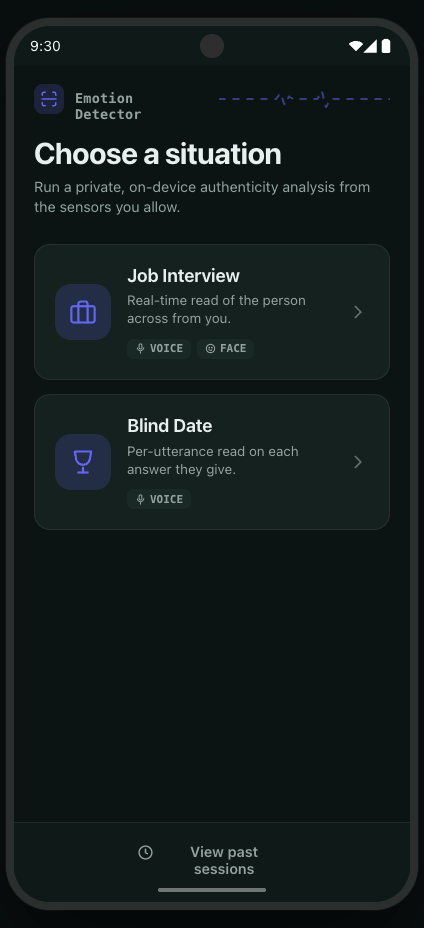 9:30
Emotion
Detector
Choose a situation
Run a private, on-device authenticity analysis from
the sensors you allow.
Job Interview
Real-time read of the person
across from you.
VOICE FACE
Blind Date
Per-utterance read on each
answer they give.
VOICE
View past
sessions